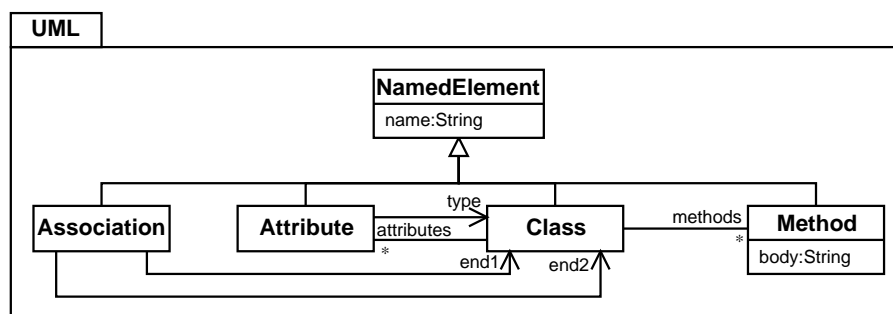 UML
NamedElement
name:String
Association
Attribute
type
attributes
*
Class
methods
*
Method
body:String
end1
end2